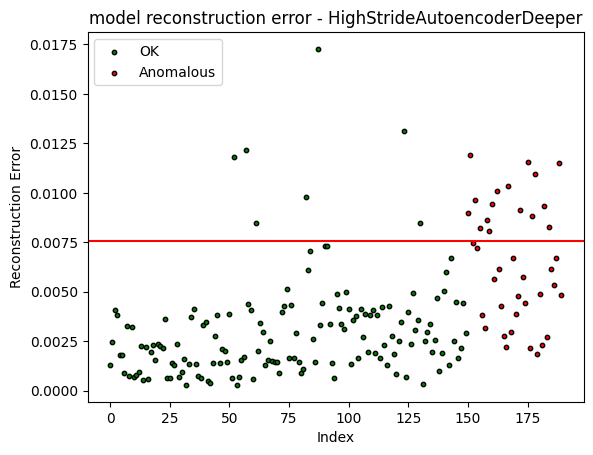 model reconstruction error - HighStrideAutoencoderDeeper
OK
Anomalous
Reconstruction Error
0.0175
0.0150
0.0125
0.0100
0.0075
0.0050
0.0025
0.0000
0 25 50 75 100 125 150 175
Index